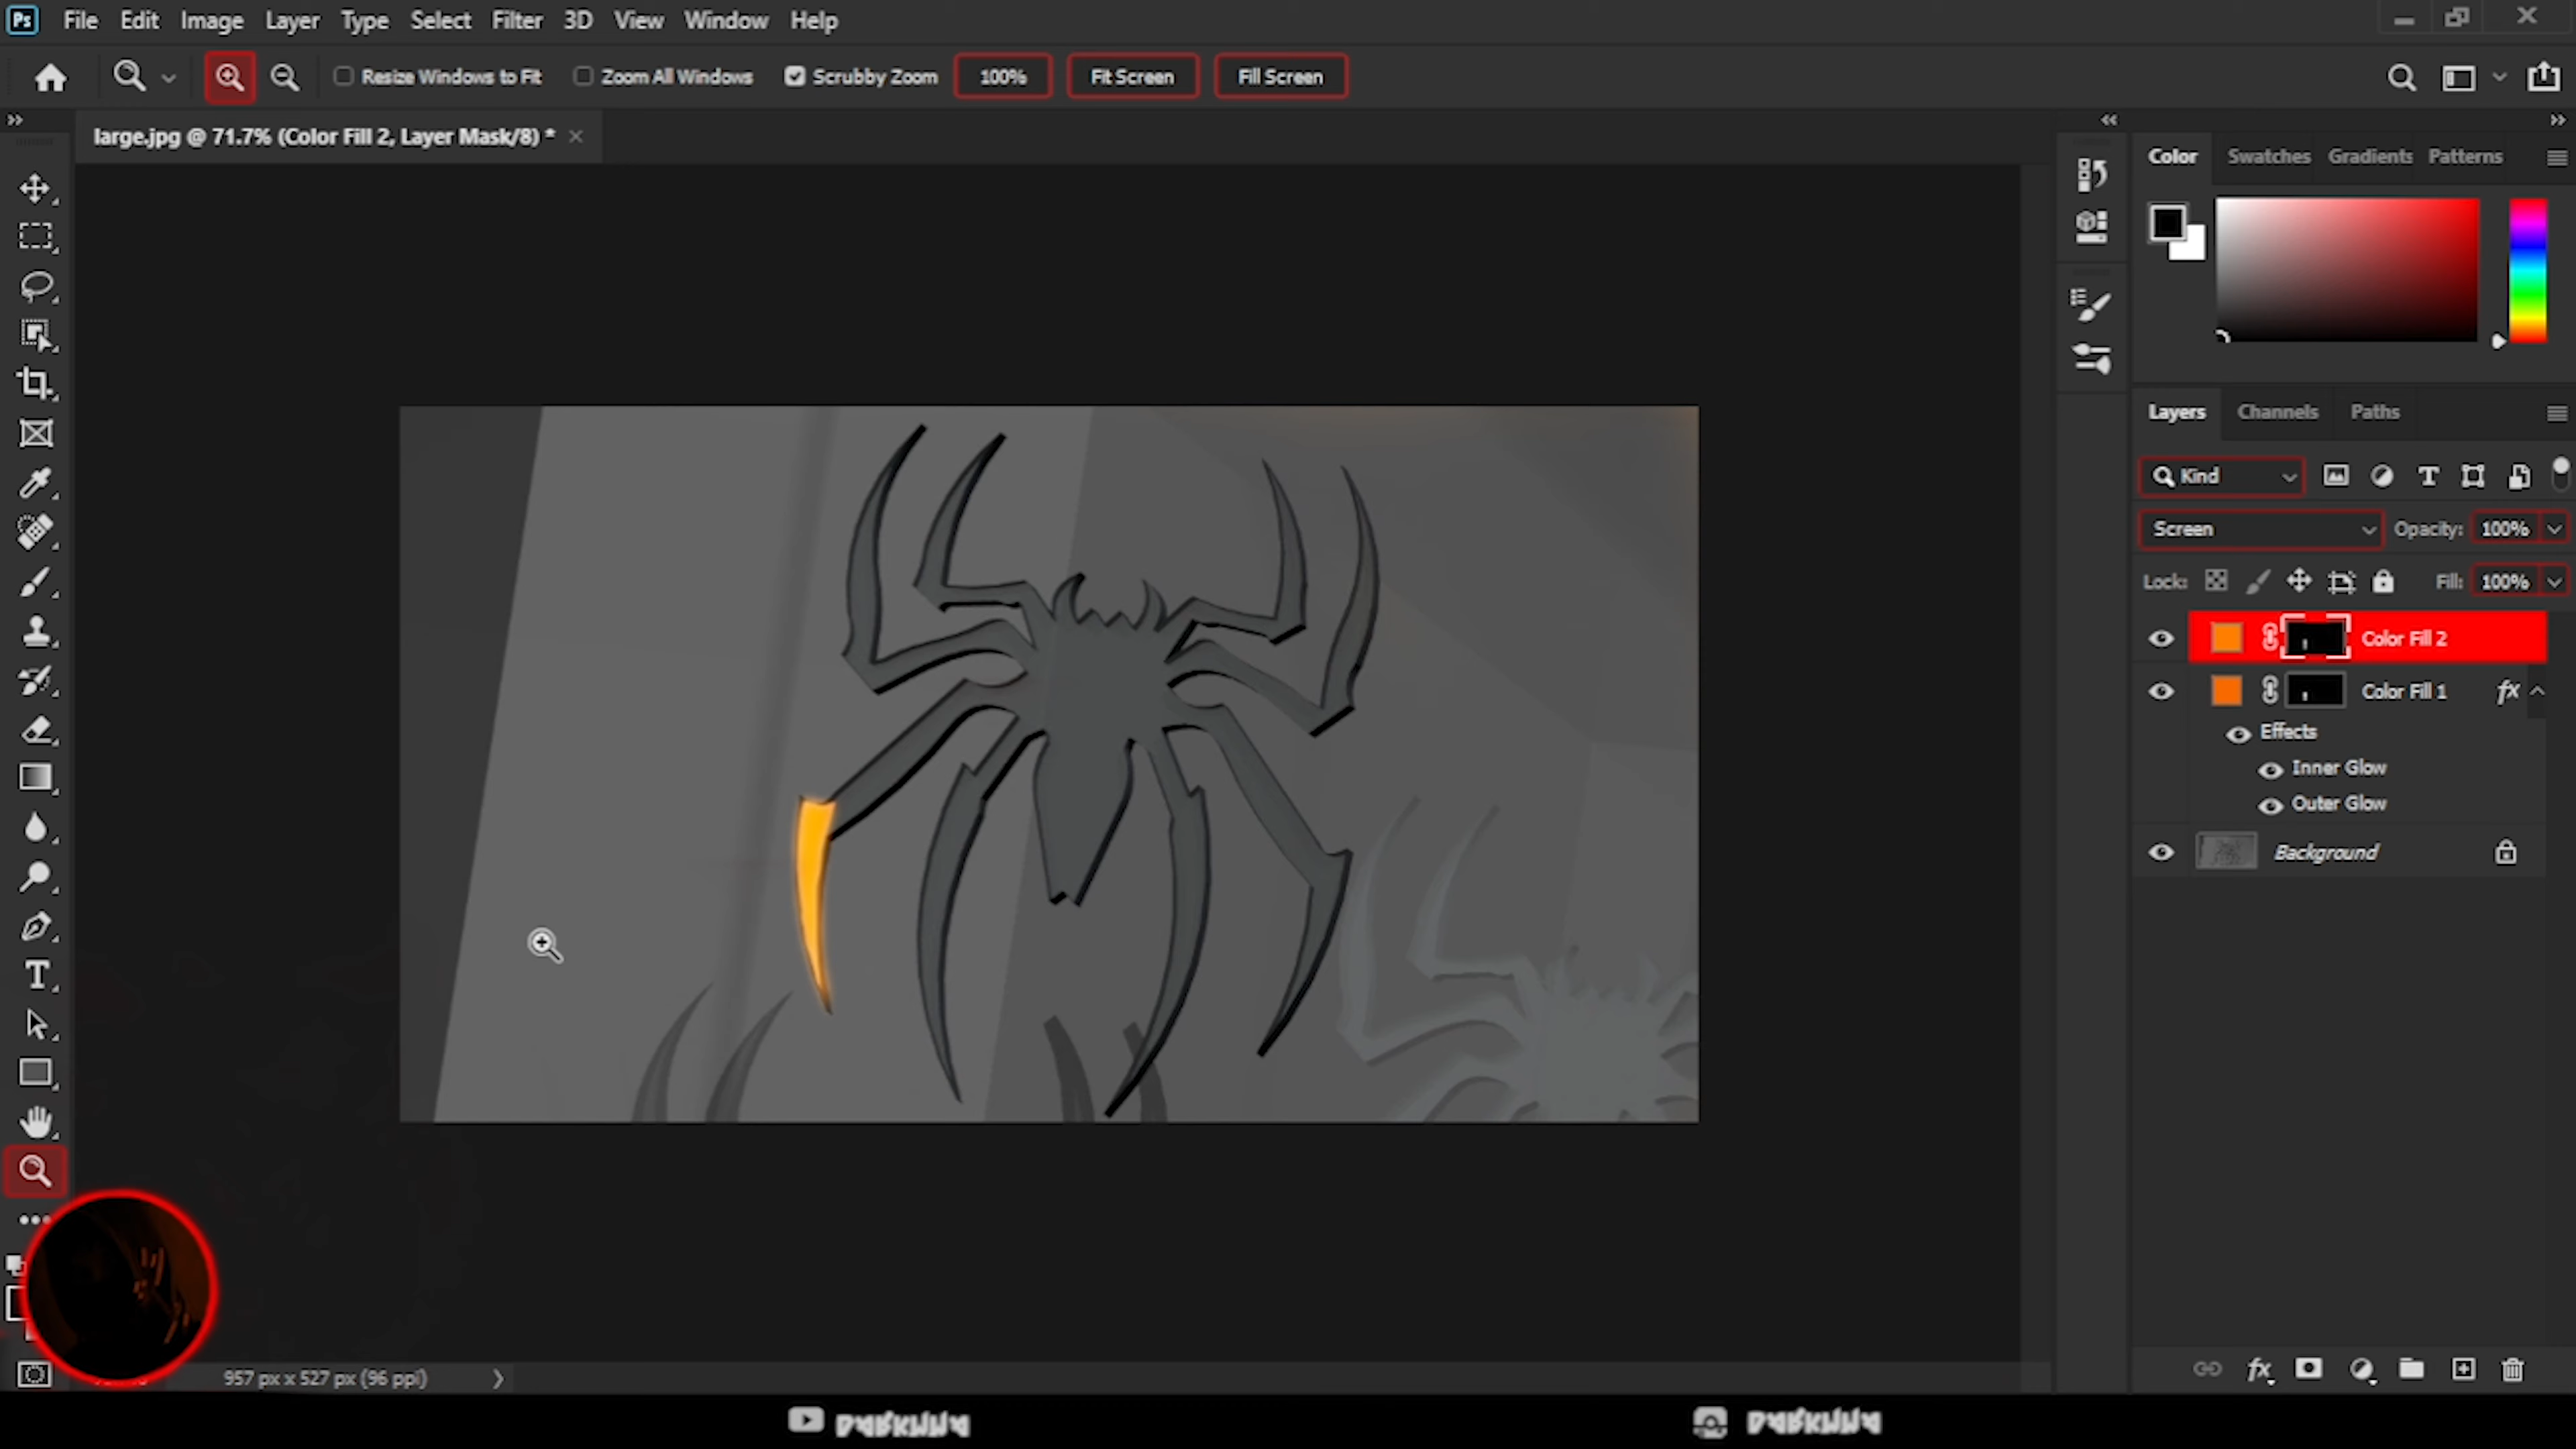 Ps File Edit Image Layer Type Select Filter 3D View Window Help
Resize Windows to Fit Zoom All Windows Scrubby Zoom 100% Fit Screen Fill Screen
large.jpg @ 71.7% (Color Fill 2, Layer Mask/8) * ×
Color Swatches Gradients Patterns
Layers Channels Paths
Kind
Screen Opacity: 100%
Lock: Fill: 100%
Color Fill 2
Color Fill 1 fx
Effects
Inner Glow
Outer Glow
Background
957 px x 527 px (96 ppi)
fx